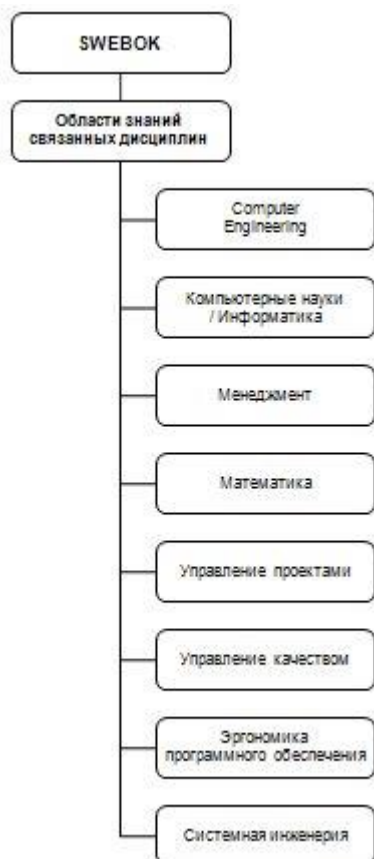 SWEBOK
Области знаний
связанных дисциплин
Computer
Engineering
Компьютерные науки
/ Информатика
Менеджмент
Математика
Управление проектами
Управление качеством
Эргономика
программного обеспечения
Системная инженерия